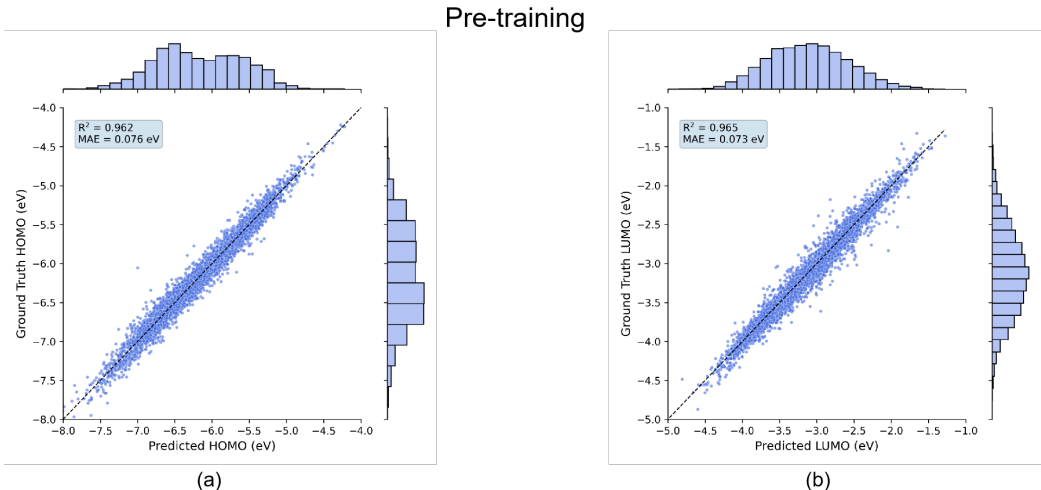 Pre-training
R² = 0.962
MAE = 0.076 eV
Ground Truth HOMO (eV)
−4.0
−4.5
−5.0
−5.5
−6.0
−6.5
−7.0
−7.5
−8.0
−8.0 −7.5 −7.0 −6.5 −6.0 −5.5 −5.0 −4.5 −4.0
Predicted HOMO (eV)
(a)
R² = 0.965
MAE = 0.073 eV
Ground Truth LUMO (eV)
−1.0
−1.5
−2.0
−2.5
−3.0
−3.5
−4.0
−4.5
−5.0
−5.0 −4.5 −4.0 −3.5 −3.0 −2.5 −2.0 −1.5 −1.0
Predicted LUMO (eV)
(b)